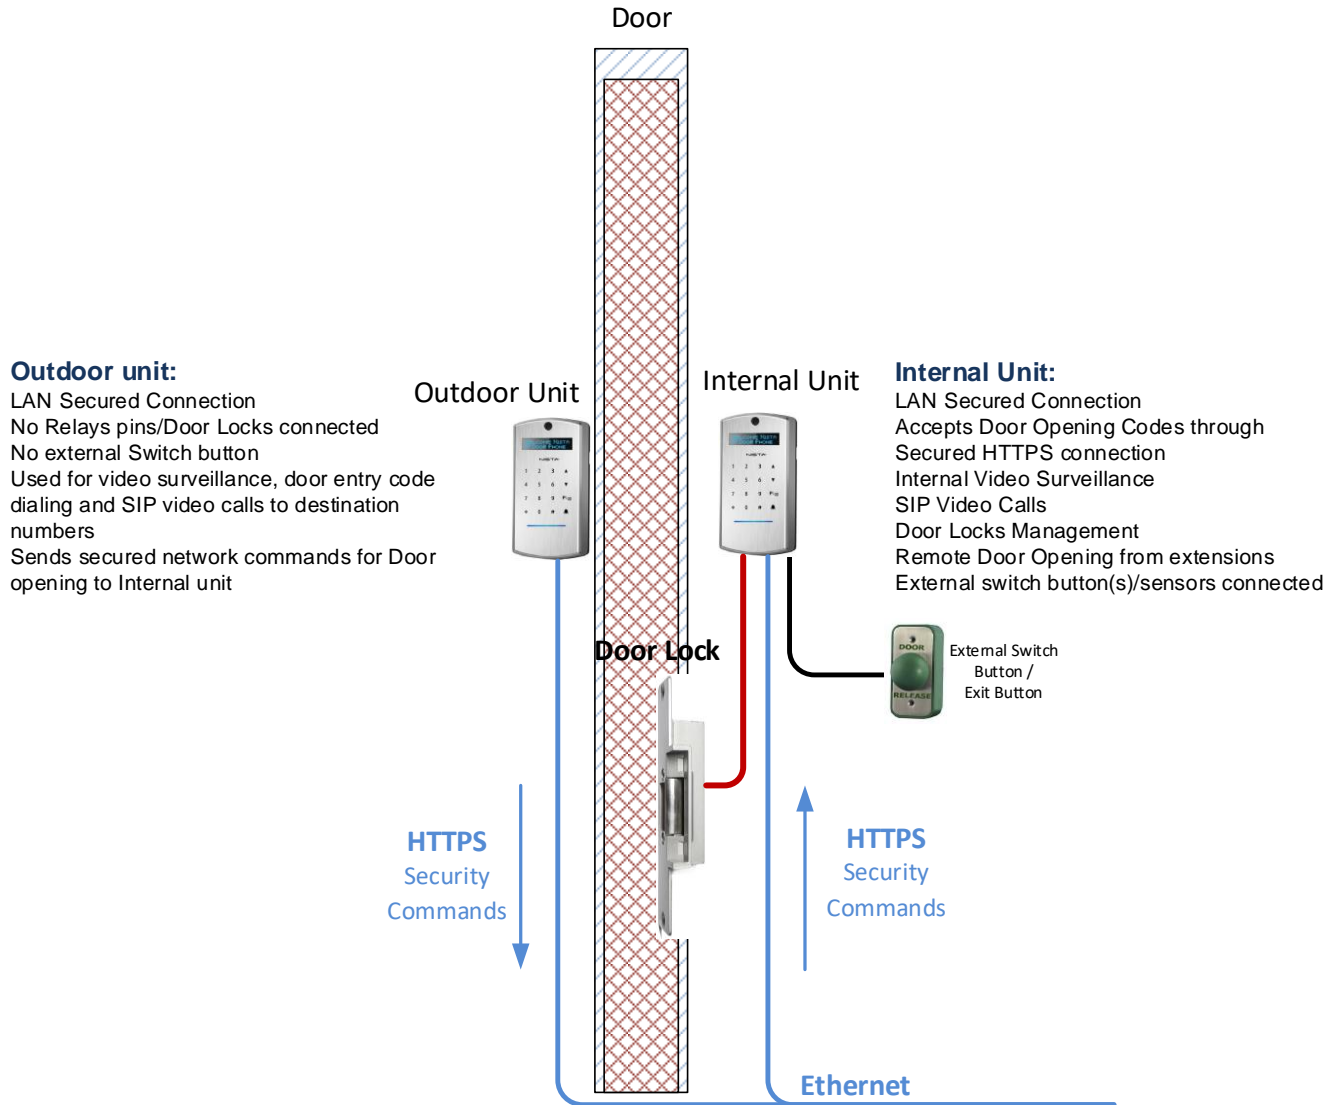 Door
Outdoor unit:
LAN Secured Connection
No Relays pins/Door Locks connected
No external Switch button
Used for video surveillance, door entry code
dialing and SIP video calls to destination
numbers
Sends secured network commands for Door
opening to Internal unit
Outdoor Unit
Internal Unit
Internal Unit:
LAN Secured Connection
Accepts Door Opening Codes through
Secured HTTPS connection
Internal Video Surveillance
SIP Video Calls
Door Locks Management
Remote Door Opening from extensions
External switch button(s)/sensors connected
Door Lock
DOOR
RELEASE
External Switch
Button /
Exit Button
HTTPS
Security
Commands
HTTPS
Security
Commands
Ethernet